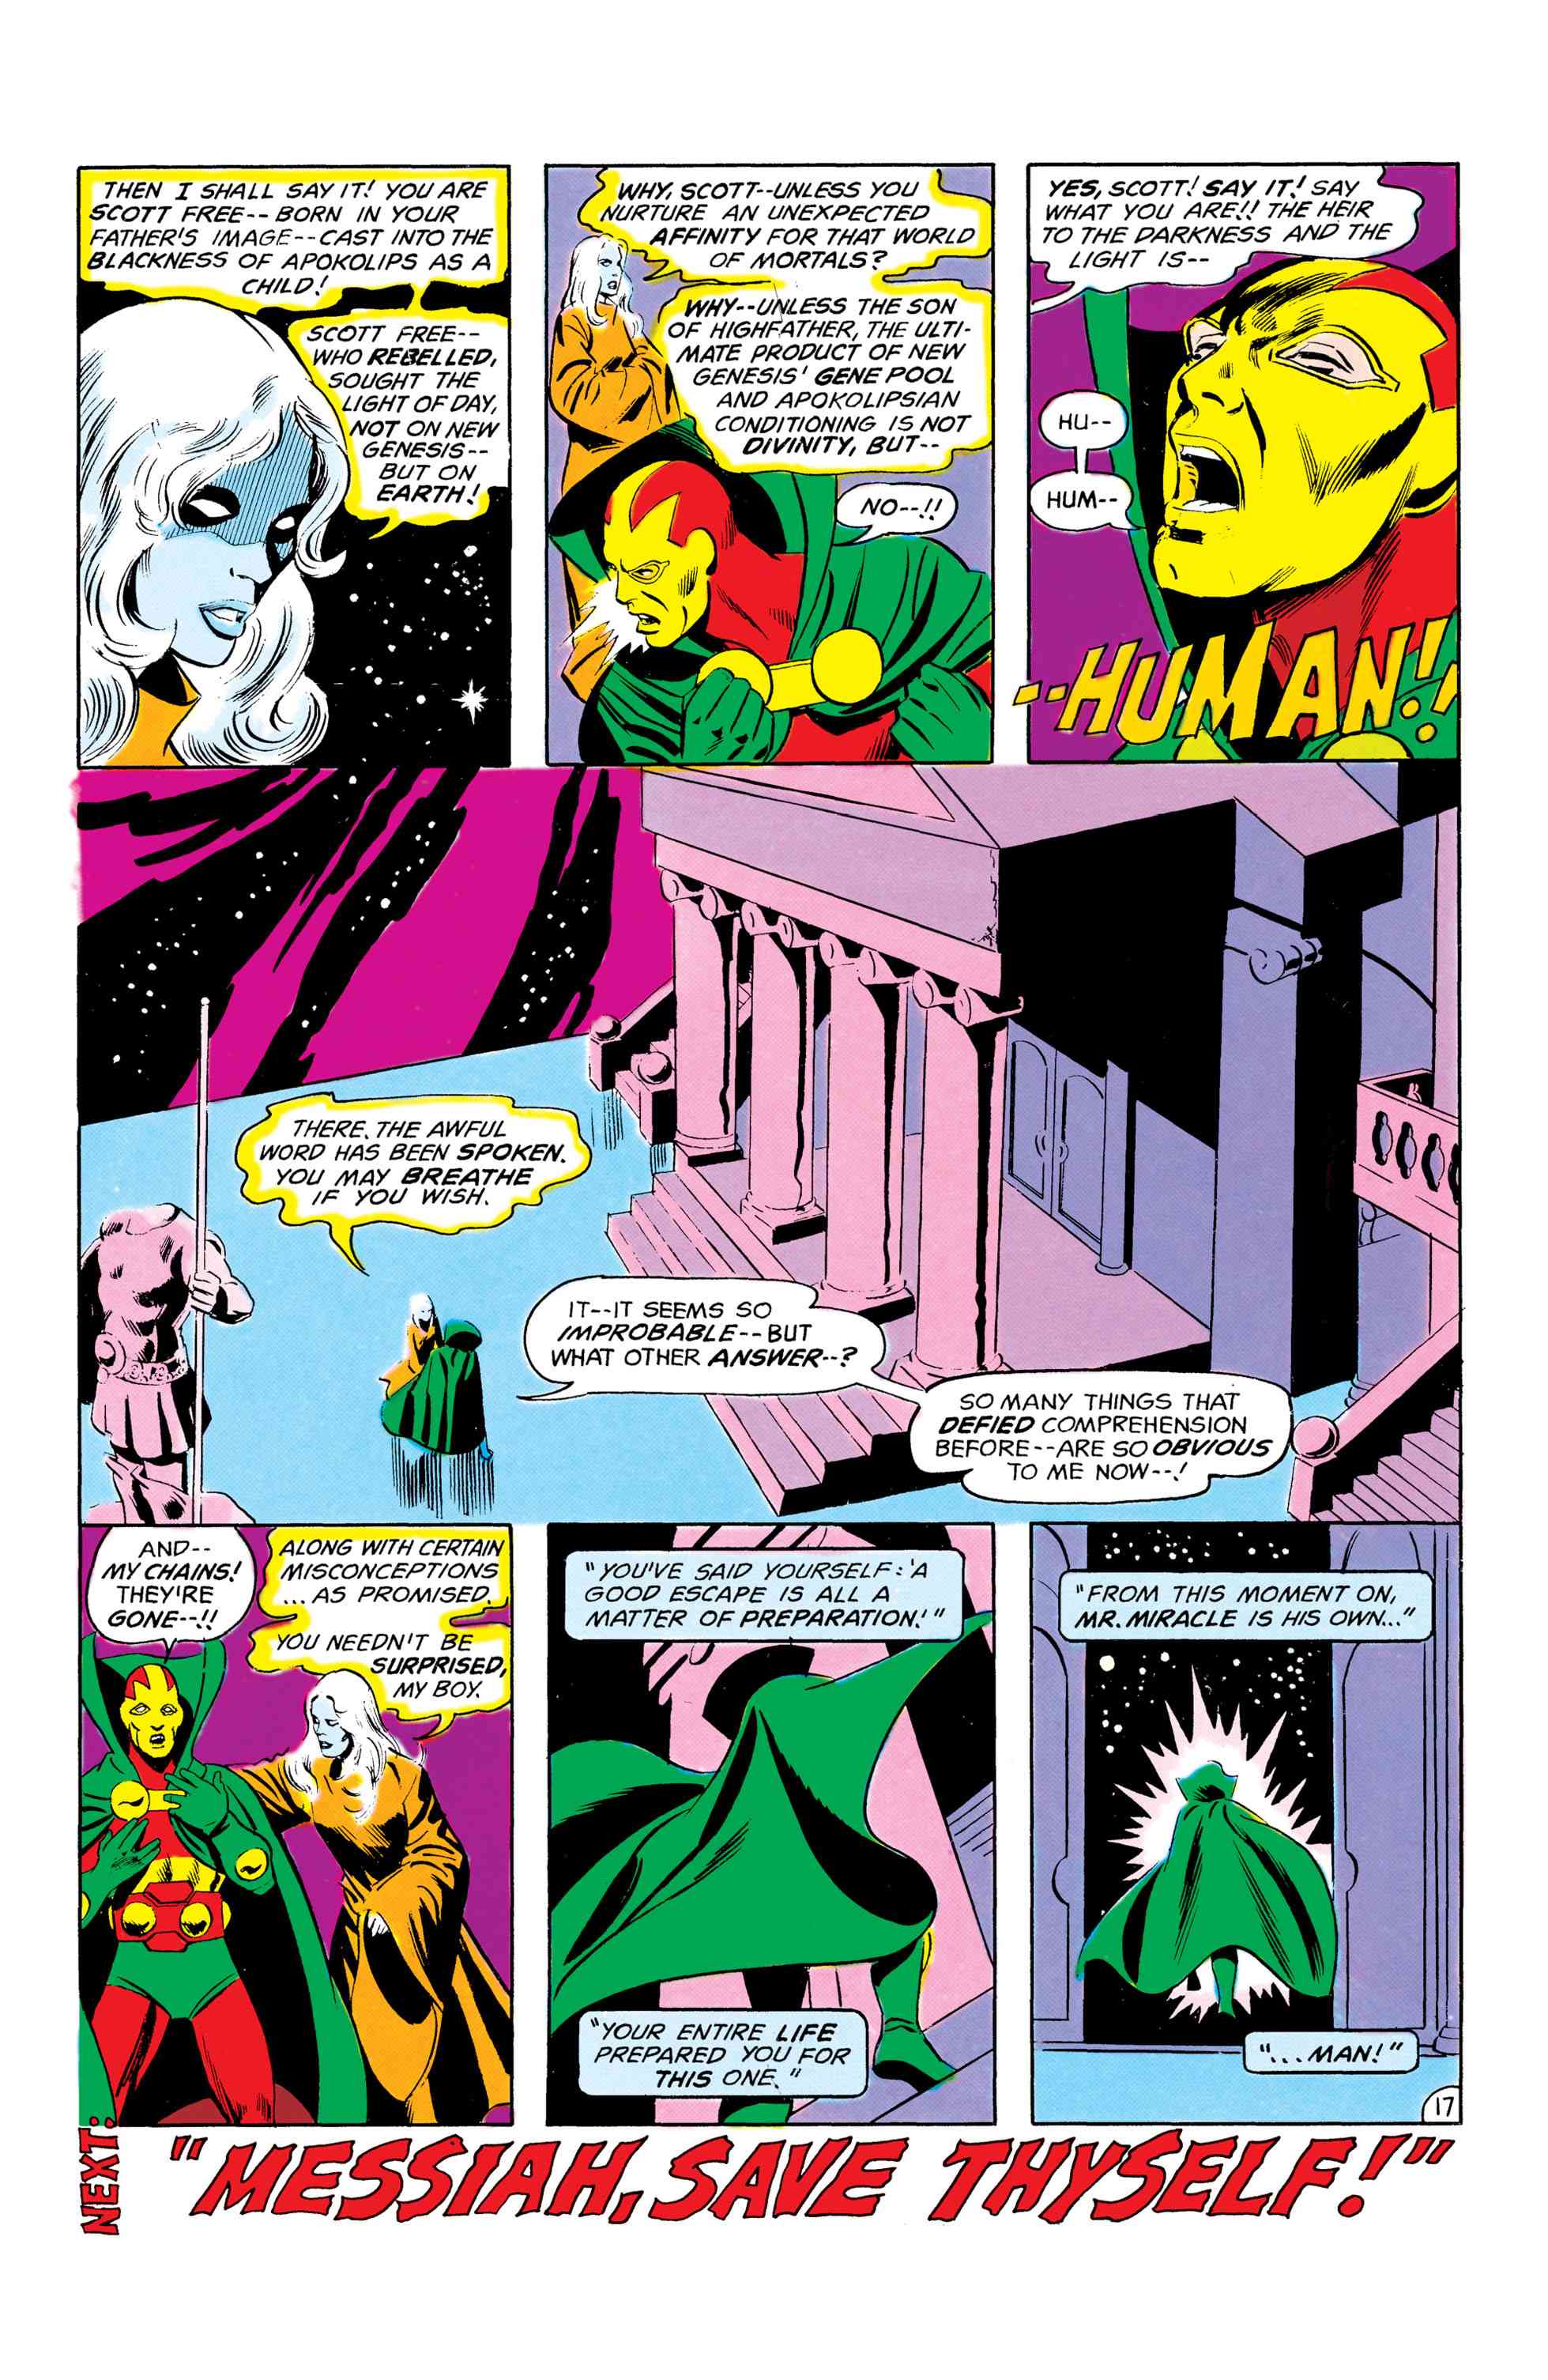 THEN I SHALL SAY IT! YOU ARE
SCOTT FREE--BORN IN YOUR
FATHER'S IMAGE--CAST INTO THE
BLACKNESS OF APOKOLIPS AS A
CHILD!
SCOTT FREE--
WHO REBELLED,
SOUGHT THE
LIGHT OF DAY,
NOT ON NEW
GENESIS--
BUT ON
EARTH!
WHY, SCOTT--UNLESS YOU
NURTURE AN UNEXPECTED
AFFINITY FOR THAT WORLD
OF MORTALS?
WHY--UNLESS THE SON
OF HIGHFATHER, THE ULTI-
MATE PRODUCT OF NEW
GENESIS' GENE POOL
AND APOKOLIPSIAN
CONDITIONING IS NOT
DIVINITY, BUT--
NO--!!
YES, SCOTT! SAY IT! SAY
WHAT YOU ARE!! THE HEIR
TO THE DARKNESS AND THE
LIGHT IS--
HU--
HUM--
--HUMAN!!
THERE. THE AWFUL
WORD HAS BEEN SPOKEN.
YOU MAY BREATHE
IF YOU WISH.
IT--IT SEEMS SO
IMPROBABLE--BUT
WHAT OTHER ANSWER--?
SO MANY THINGS THAT
DEFIED COMPREHENSION
BEFORE--ARE SO OBVIOUS
TO ME NOW--!
AND--
MY CHAINS!
THEY'RE
GONE--!!
ALONG WITH CERTAIN
MISCONCEPTIONS
...AS PROMISED.
YOU NEEDN'T BE
SURPRISED,
MY BOY.
"YOU'VE SAID YOURSELF: 'A
GOOD ESCAPE IS ALL A
MATTER OF PREPARATION.'"
"YOUR ENTIRE LIFE
PREPARED YOU FOR
THIS ONE."
"FROM THIS MOMENT ON,
MR. MIRACLE IS HIS OWN..."
"...MAN!"
17
NEXT:
"MESSIAH, SAVE THYSELF!"